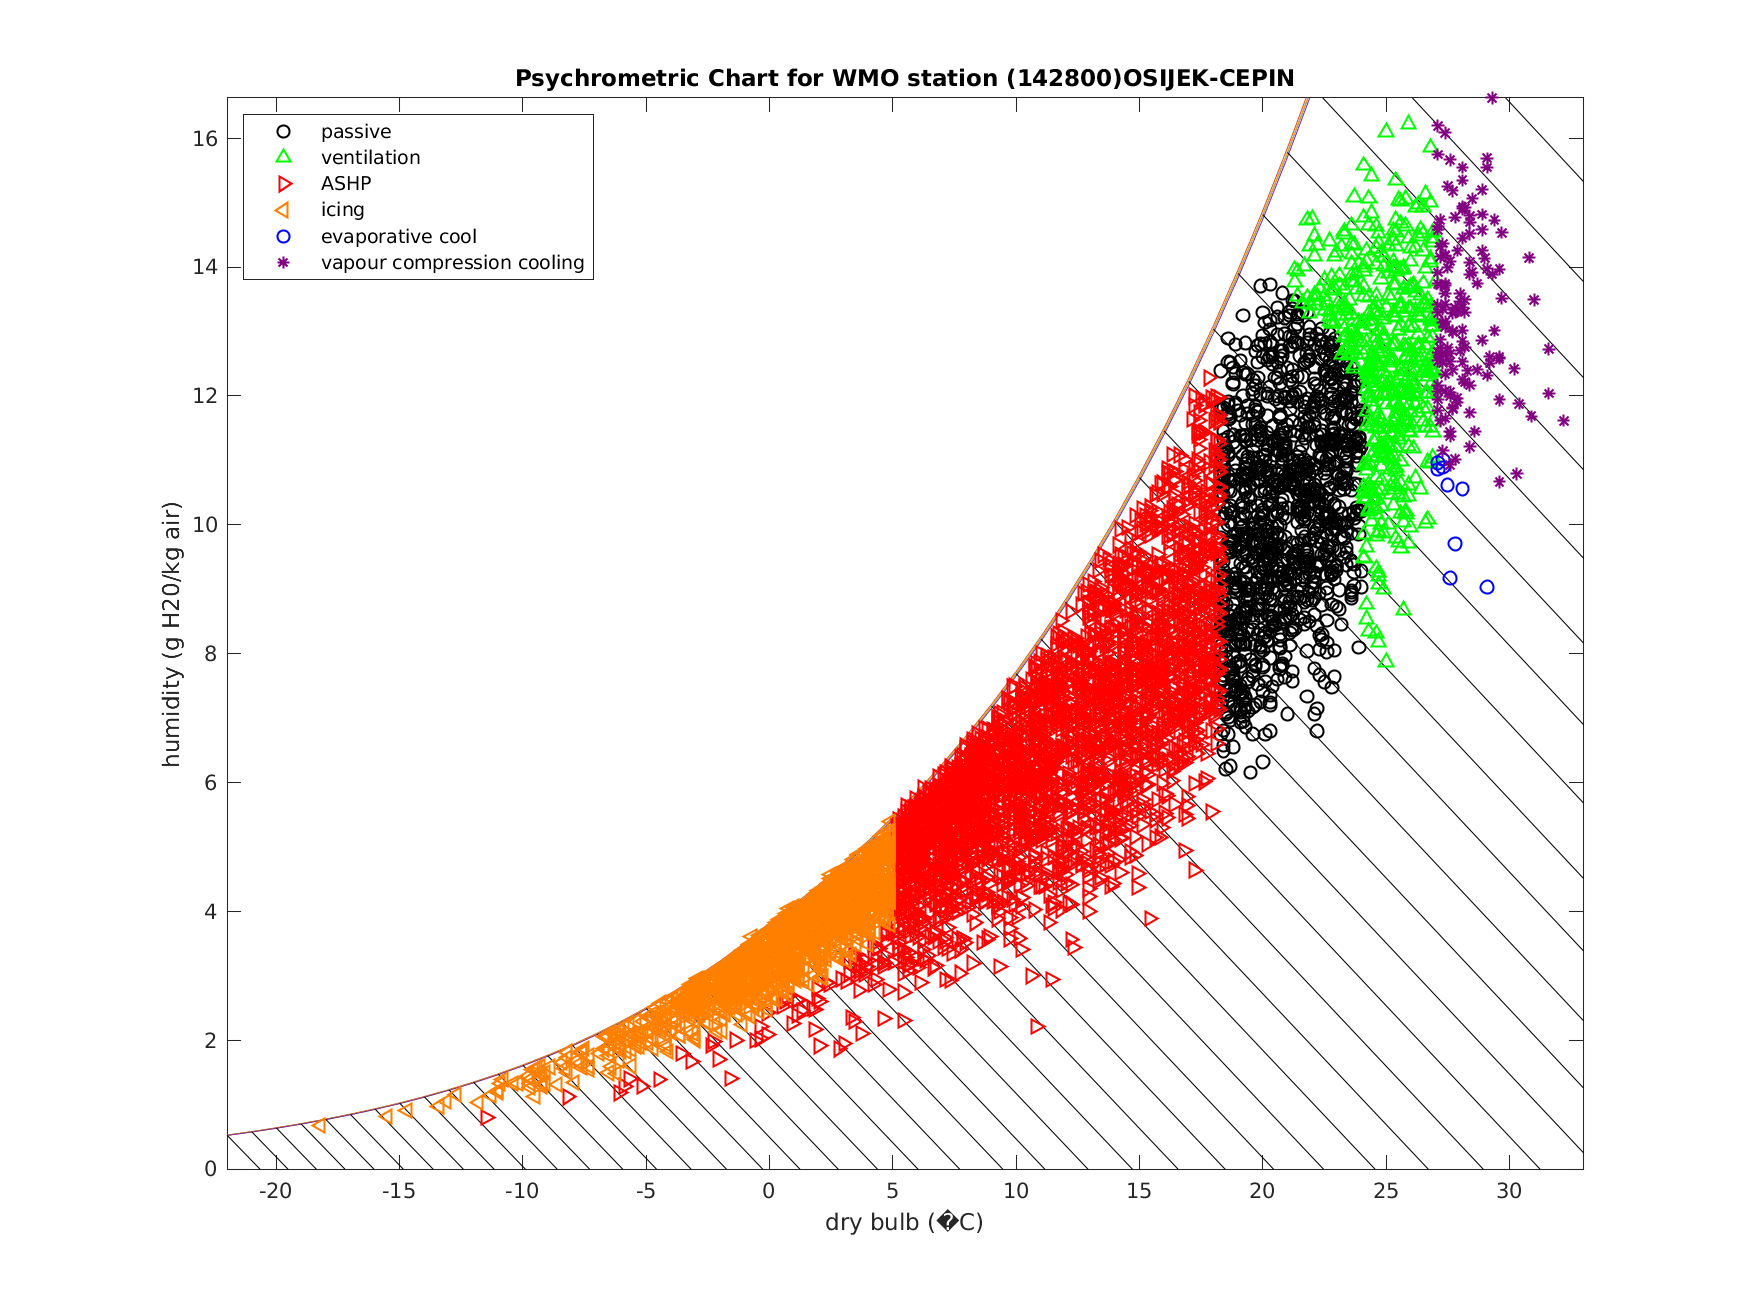 Psychrometric Chart for WMO station (142800)OSIJEK-CEPIN
passive
ventilation
ASHP
icing
evaporative cool
vapour compression cooling
humidity (g H20/kg air)
16
14
12
10
8
6
4
2
0
-20 -15 -10 -5 0 5 10 15 20 25 30
dry bulb (�C)